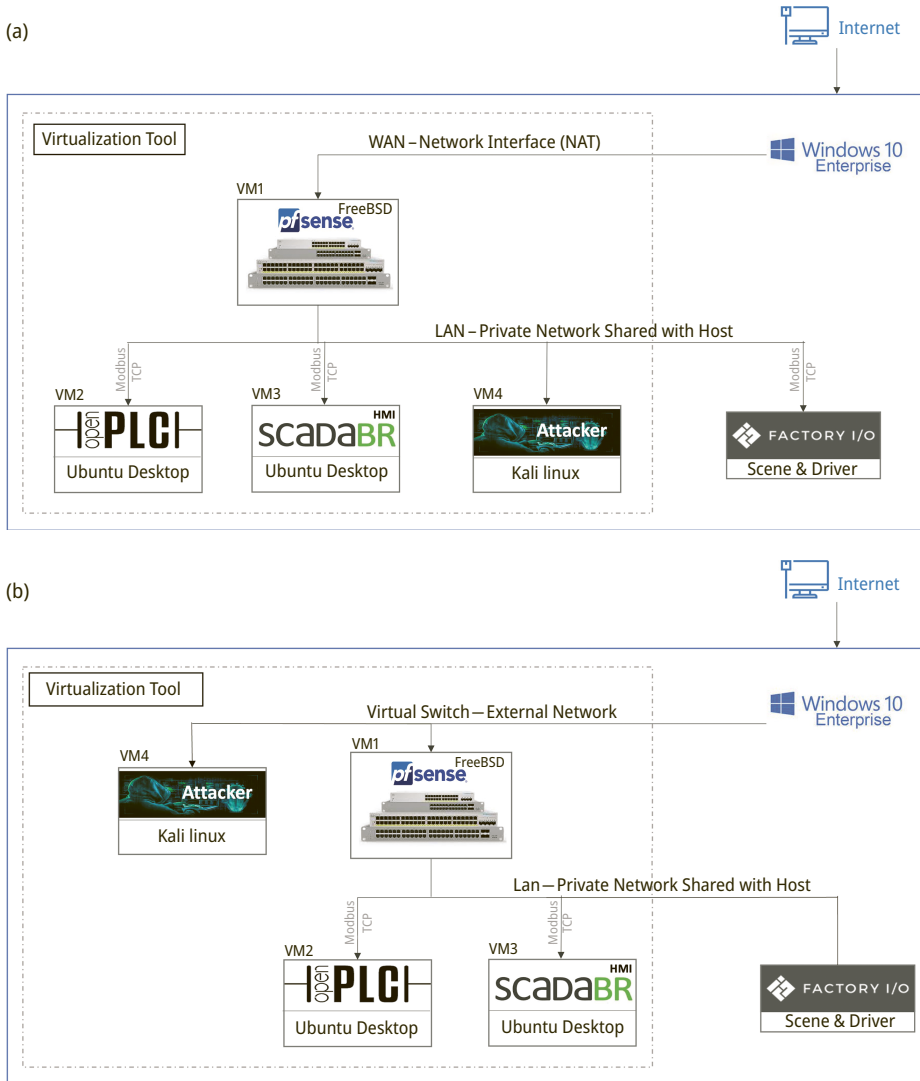 (a)
Internet
Virtualization Tool
WAN – Network Interface (NAT)
Windows 10
Enterprise
VM1
FreeBSD
pfsense
LAN – Private Network Shared with Host
Modbus
TCP
Modbus
TCP
Modbus
TCP
VM2
open PLC
Ubuntu Desktop
VM3
HMI
SCADABR
Ubuntu Desktop
VM4
Attacker
Kali linux
FACTORY I/O
Scene & Driver
(b)
Internet
Virtualization Tool
Virtual Switch — External Network
Windows 10
Enterprise
VM4
Attacker
Kali linux
VM1
FreeBSD
pfsense
Lan — Private Network Shared with Host
Modbus
TCP
Modbus
TCP
VM2
open PLC
Ubuntu Desktop
VM3
HMI
SCADABR
Ubuntu Desktop
FACTORY I/O
Scene & Driver